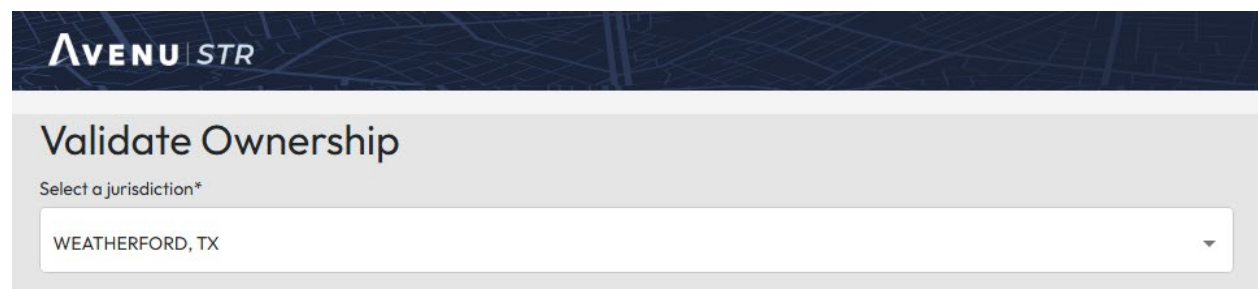 AVENU | STR
Validate Ownership
Select a jurisdiction*
WEATHERFORD, TX